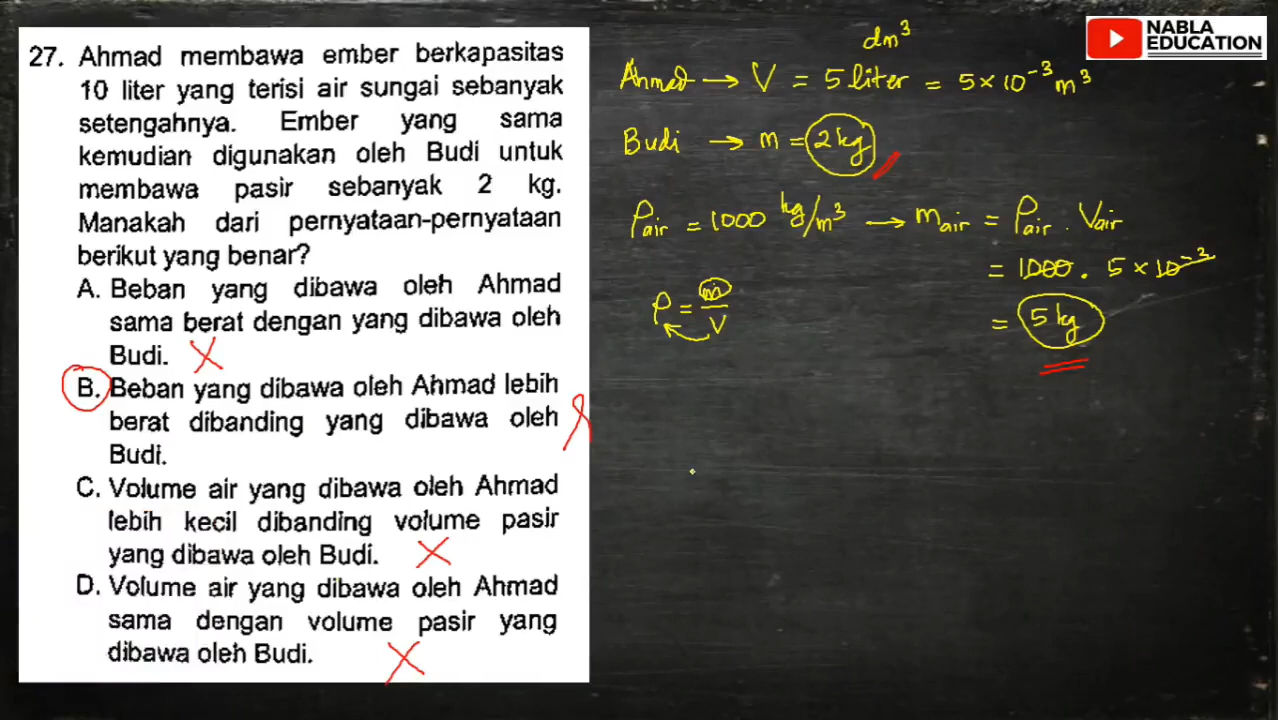 27. Ahmad membawa ember berkapasitas
10 liter yang terisi air sungai sebanyak
setengahnya. Ember yang sama
kemudian digunakan oleh Budi untuk
membawa pasir sebanyak 2 kg.
Manakah dari pernyataan-pernyataan
berikut yang benar?
A. Beban yang dibawa oleh Ahmad
sama berat dengan yang dibawa oleh
Budi.
B. Beban yang dibawa oleh Ahmad lebih
berat dibanding yang dibawa oleh
Budi.
C. Volume air yang dibawa oleh Ahmad
lebih kecil dibanding volume pasir
yang dibawa oleh Budi.
D. Volume air yang dibawa oleh Ahmad
sama dengan volume pasir yang
dibawa oleh Budi.
NABLA
EDUCATION
dm³
Ahmad → V = 5 liter = 5 × 10⁻³ m³
Budi → m = 2 kg
ρair = 1000 kg/m³ → mair = ρair . Vair
= 1000 . 5 × 10⁻³
ρ = m/V
= 5 kg